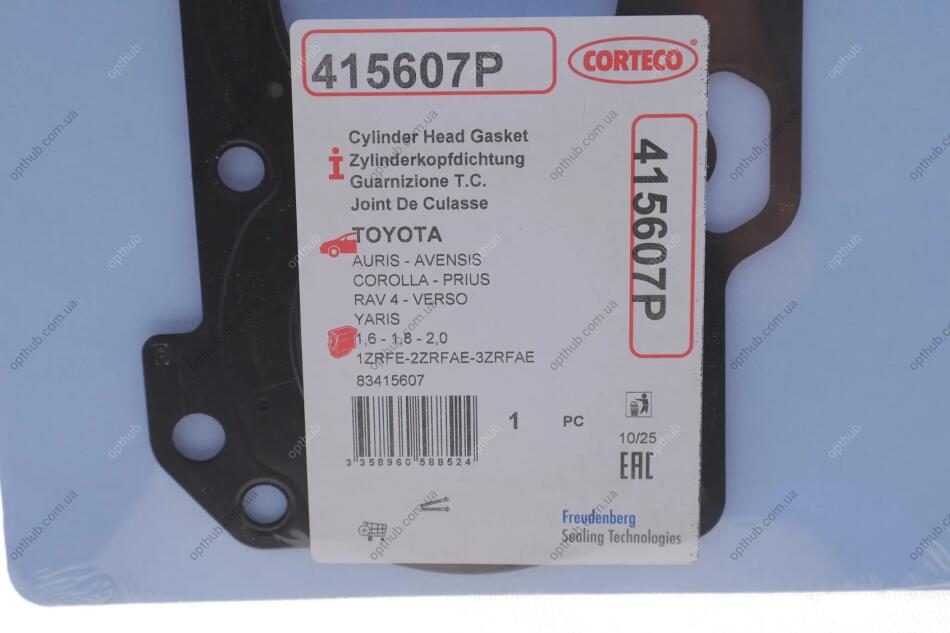 415607P
CORTECO®
Cylinder Head Gasket
Zylinderkopfdichtung
Guarnizione T.C.
Joint De Culasse
415607P
TOYOTA
AURIS - AVENSIS
COROLLA - PRIUS
RAV 4 - VERSO
YARIS
1,6 - 1,8 - 2,0
1ZRFE-2ZRFAE-3ZRFAE
83415607
1 PC
3 358960 588524
10/25
EAC
Freudenberg
Sealing Technologies
opthub.com.ua